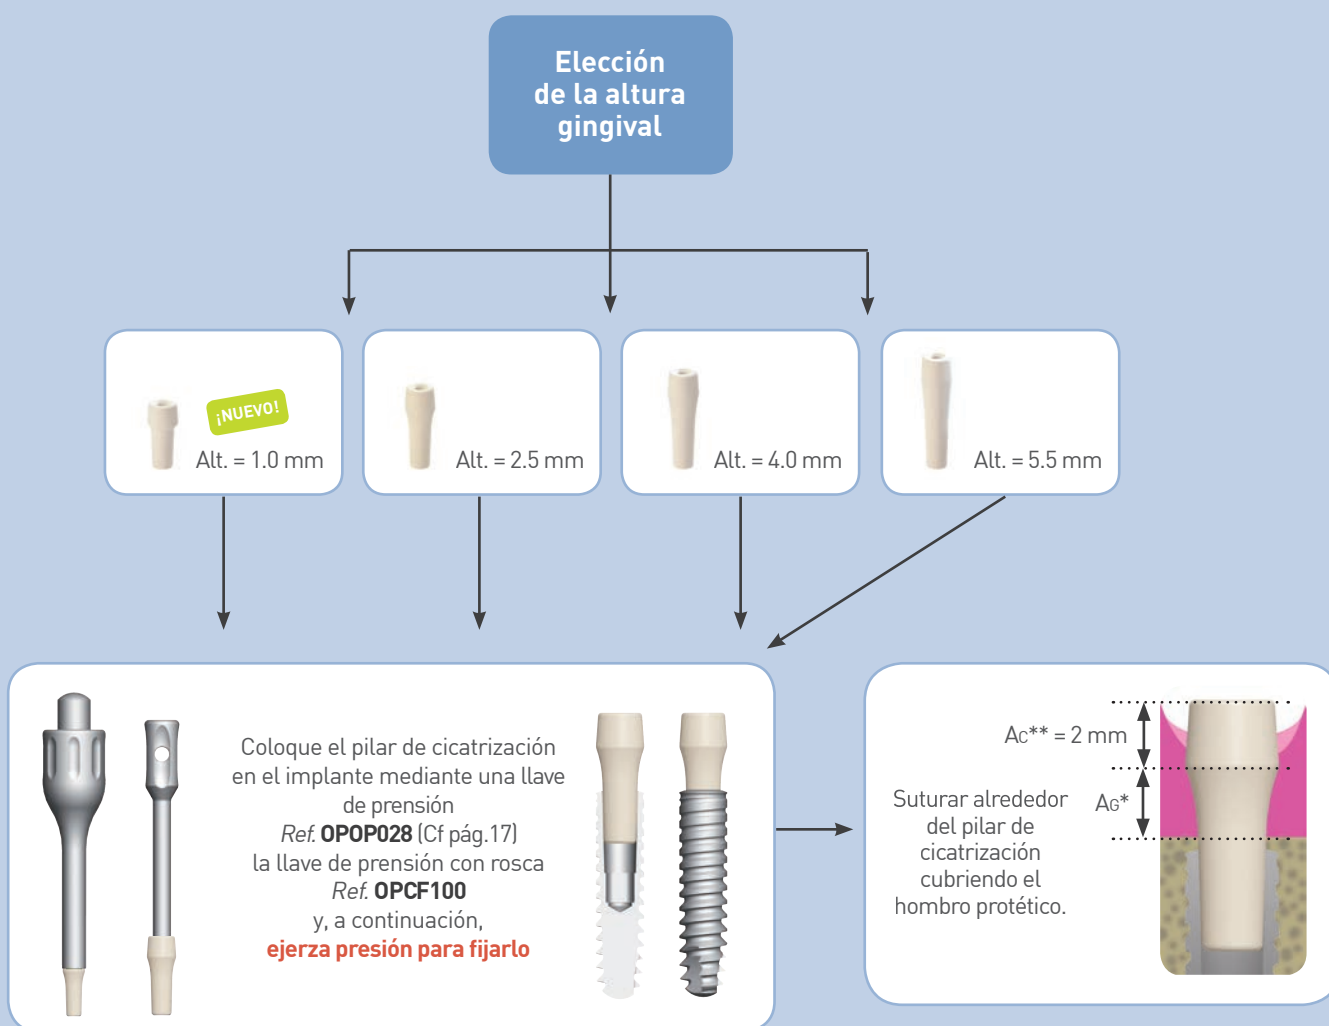 Elección
de la altura
gingival
¡NUEVO!
Alt. = 1.0 mm
Alt. = 2.5 mm
Alt. = 4.0 mm
Alt. = 5.5 mm
Coloque el pilar de cicatrización
en el implante mediante una llave
de prensión
Ref. OPOP028 (Cf pág.17)
la llave de prensión con rosca
Ref. OPCF100
y, a continuación,
ejerza presión para fijarlo
Ac** = 2 mm
AG*
Suturar alrededor
del pilar de
cicatrización
cubriendo el
hombro protético.